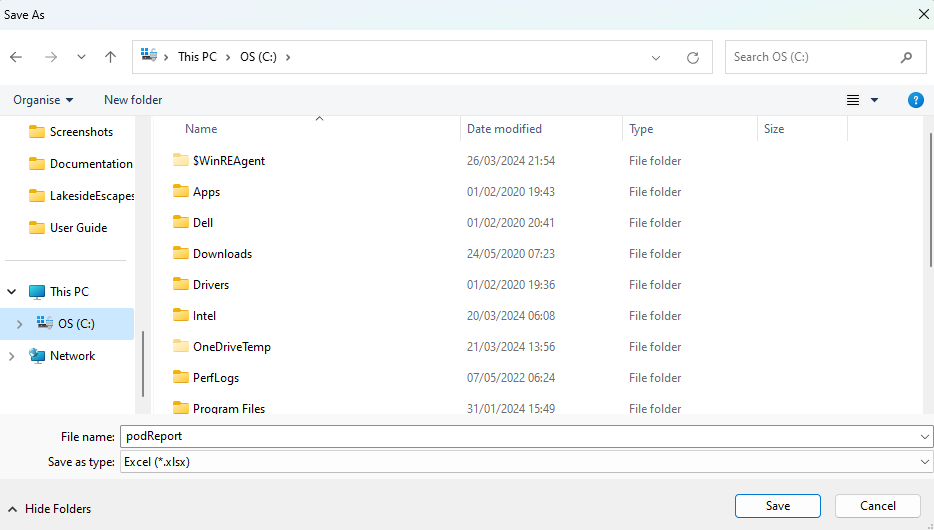 Save As
This PC OS (C:) Search OS (C:)
Organise New folder ?
Screenshots
Documentation
LakesideEscapes
User Guide
This PC
OS (C:)
Network
Name Date modified Type Size
$WinREAgent 26/03/2024 21:54 File folder
Apps 01/02/2020 19:43 File folder
Dell 01/02/2020 20:41 File folder
Downloads 24/05/2020 07:23 File folder
Drivers 01/02/2020 19:36 File folder
Intel 20/03/2024 06:08 File folder
OneDriveTemp 21/03/2024 13:56 File folder
PerfLogs 07/05/2022 06:24 File folder
Program Files 31/01/2024 15:49 File folder
File name: podReport
Save as type: Excel (*.xlsx)
Hide Folders Save Cancel